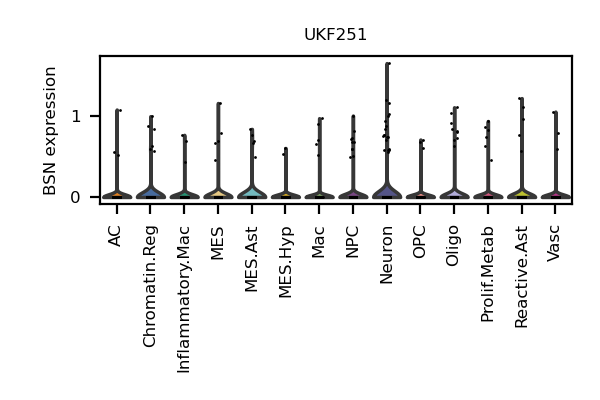 UKF251
BSN expression
1
0
AC
Chromatin.Reg
Inflammatory.Mac
MES
MES.Ast
MES.Hyp
Mac
NPC
Neuron
OPC
Oligo
Prolif.Metab
Reactive.Ast
Vasc